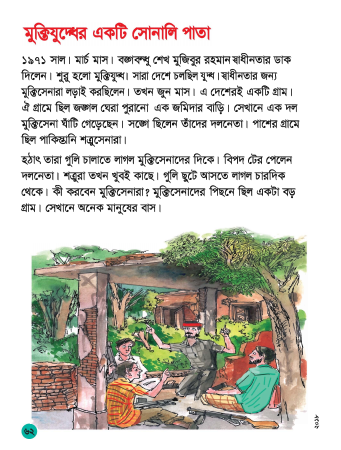 মুক্তিযুদ্ধের একটি সোনালি পাতা
১৯৭১ সাল। মার্চ মাস। বঙ্গবন্ধু শেখ মুজিবুর রহমান স্বাধীনতার ডাক
দিলেন। শুরু হলো মুক্তিযুদ্ধ। সারা দেশে চলছিল যুদ্ধ। স্বাধীনতার জন্য
মুক্তিসেনারা লড়াই করছিলেন। তখন জুন মাস। এ দেশেরই একটি গ্রাম।
ঐ গ্রামে ছিল জঙ্গল ঘেরা পুরানো এক জমিদার বাড়ি। সেখানে এক দল
মুক্তিসেনা ঘাঁটি গেড়েছেন। সঙ্গে ছিলেন তাঁদের দলনেতা। পাশের গ্রামে
ছিল পাকিস্তানি শত্রুসেনারা।
হঠাৎ তারা গুলি চালাতে লাগল মুক্তিসেনাদের দিকে। বিপদ টের পেলেন
দলনেতা। শত্রুরা তখন খুবই কাছে। গুলি ছুটে আসতে লাগল চারদিক
থেকে। কী করবেন মুক্তিসেনারা? মুক্তিসেনাদের পিছনে ছিল একটা বড়
গ্রাম। সেখানে অনেক মানুষের বাস।
৬২
২০১৮